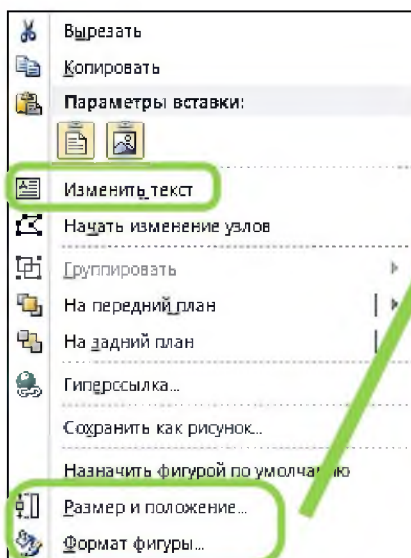 Вырезать
Копировать
Параметры вставки:
Изменить текст
Начать изменение узлов
Группировать
На передний план
На задний план
Гиперссылка...
Сохранить как рисунок...
Назначить фигурой по умолчанию
Размер и положение...
Формат фигуры...